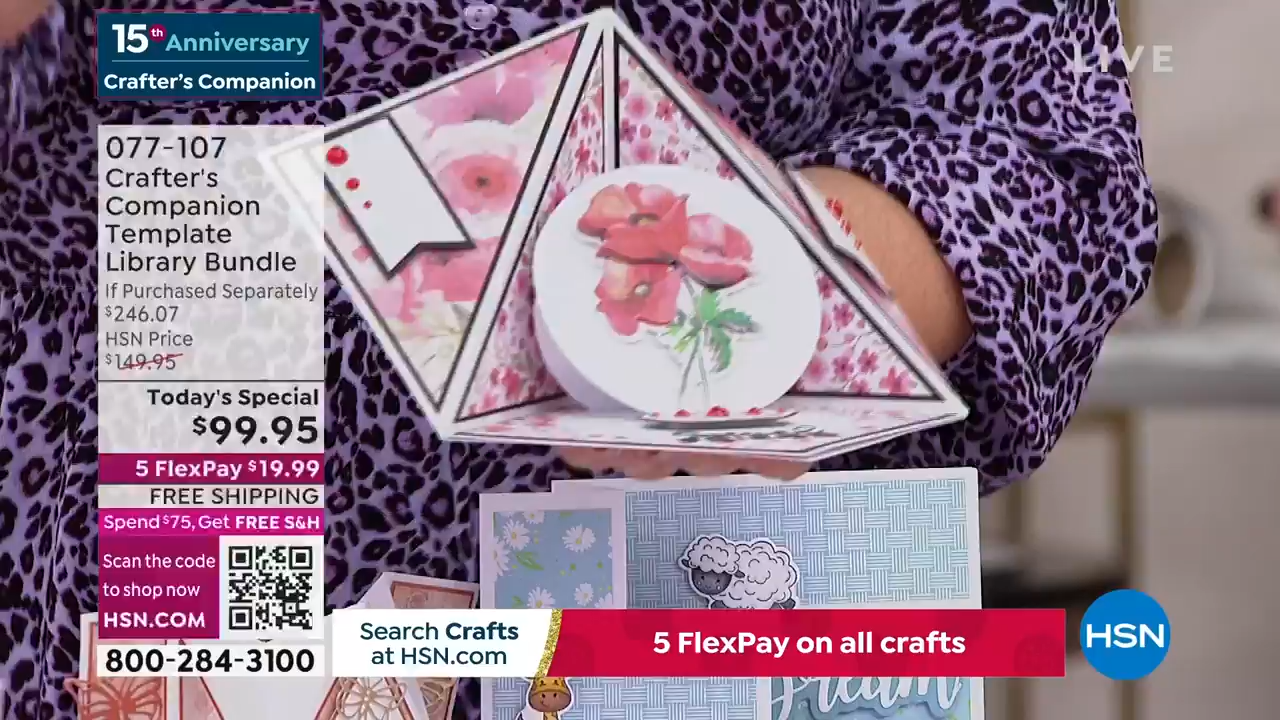 15th Anniversary
Crafter's Companion
LIVE
077-107
Crafter's
Companion
Template
Library Bundle
If Purchased Separately
$246.07
HSN Price
$149.95
Today's Special
$99.95
5 FlexPay $19.99
FREE SHIPPING
Spend $75, Get FREE S&H
Scan the code
to shop now
HSN.COM
800-284-3100
Search Crafts
at HSN.com
5 FlexPay on all crafts
HSN
Dream